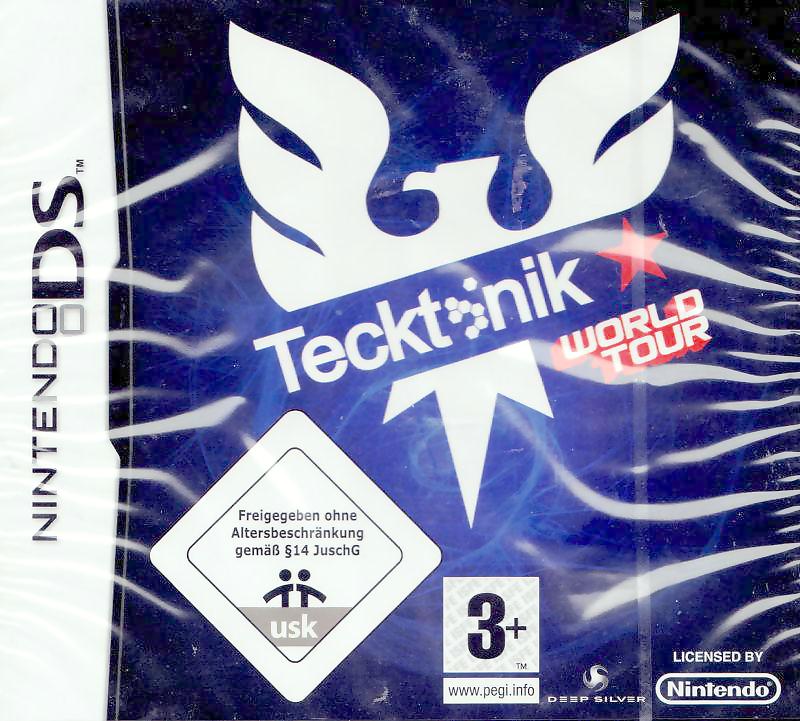 NINTENDO DS™
Tecktonik
WORLD
TOUR
Freigegeben ohne
Altersbeschränkung
gemäß §14 JuschG
usk
3+
™
www.pegi.info
DEEP SILVER
LICENSED BY
Nintendo